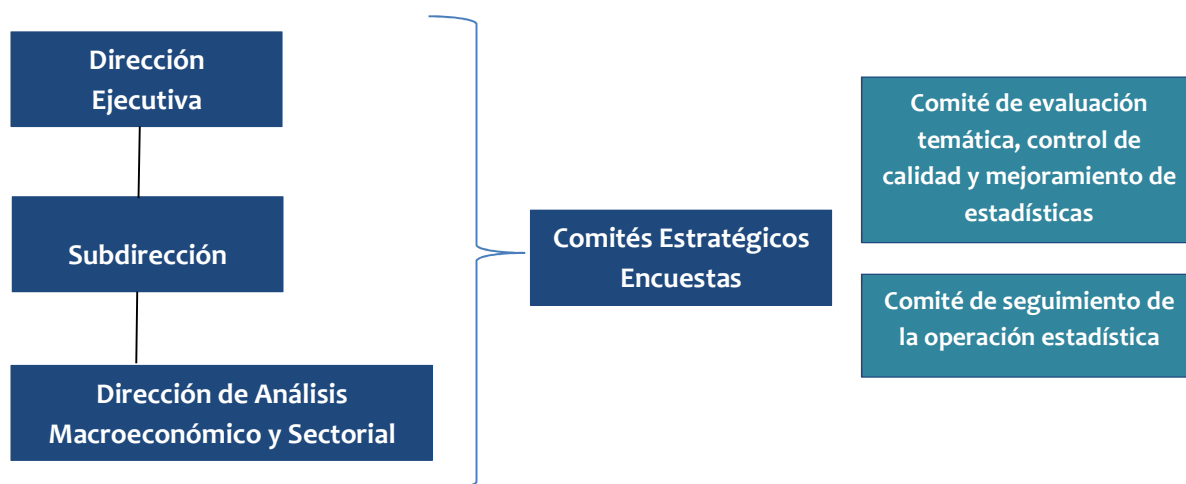 Dirección
Ejecutiva
Subdirección
Dirección de Análisis
Macroeconómico y Sectorial
Comités Estratégicos
Encuestas
Comité de evaluación
temática, control de
calidad y mejoramiento de
estadísticas
Comité de seguimiento de
la operación estadística